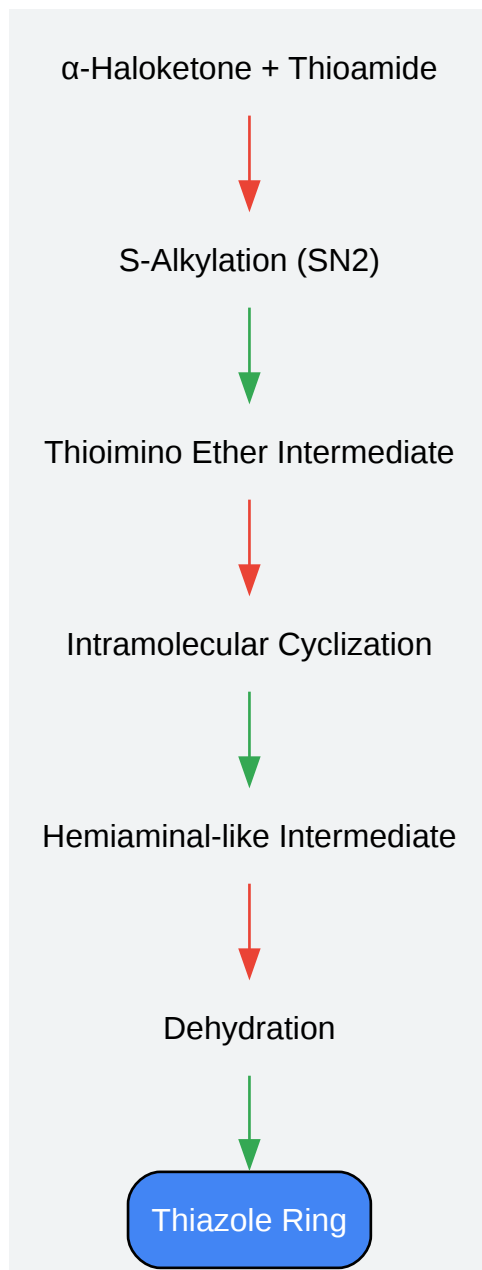 α-Haloketone + Thioamide
S-Alkylation (SN2)
Thioimino Ether Intermediate
Intramolecular Cyclization
Hemiaminal-like Intermediate
Dehydration
Thiazole Ring